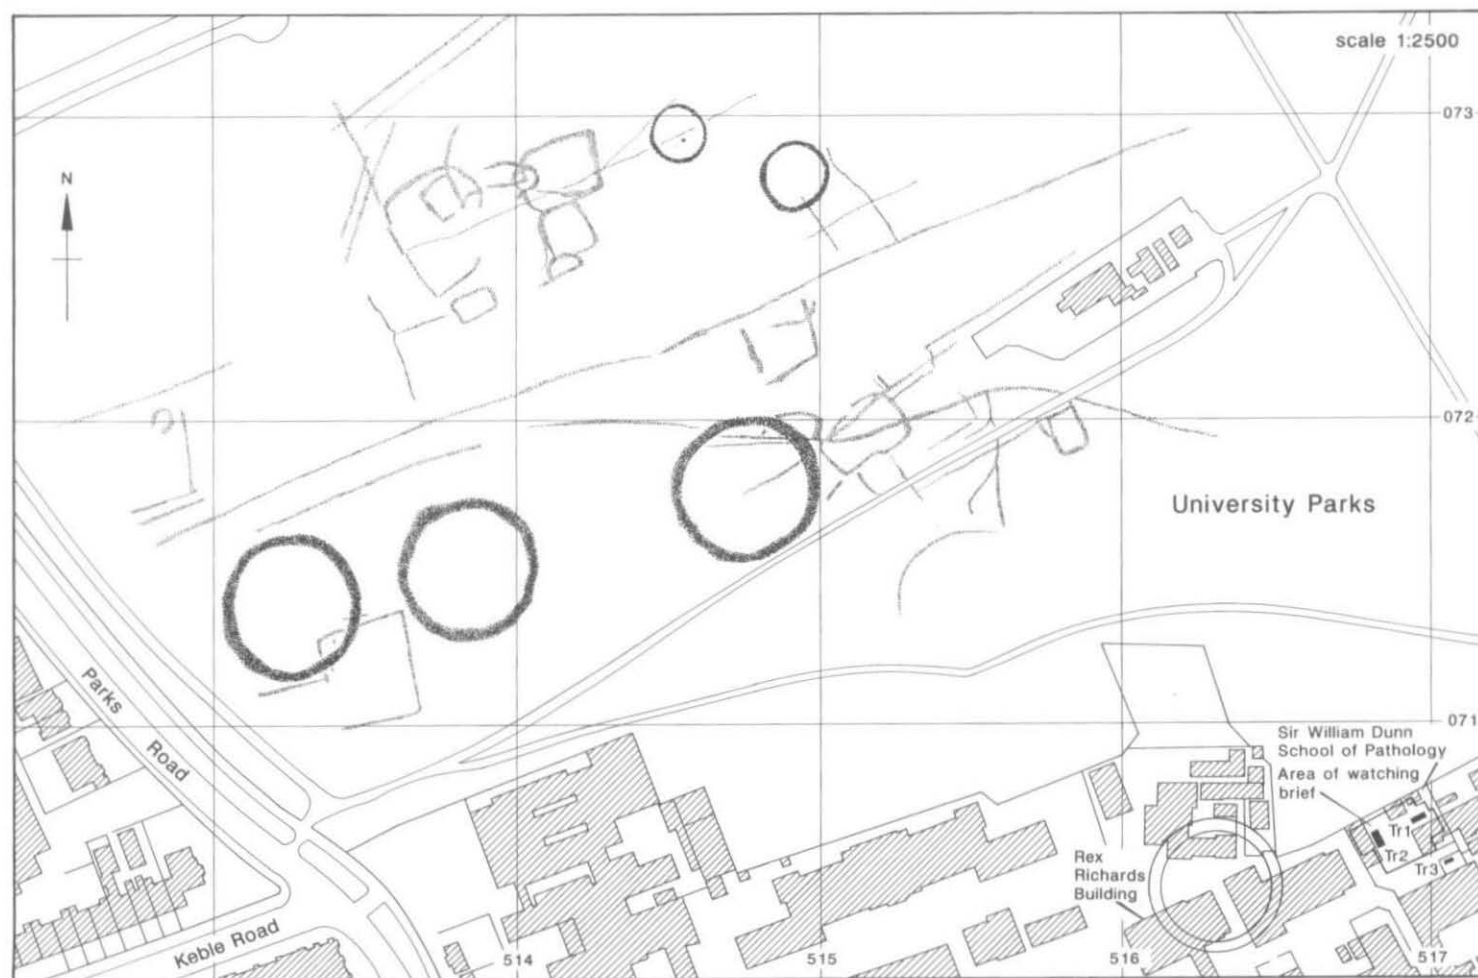 scale 1:2500
073
N
072
University Parks
071
Sir William Dunn
School of Pathology
Area of watching
brief
Parks
Road
Tr1
Tr2
Tr3
Rex
Richards
Building
Keble Road
514
515
516
517